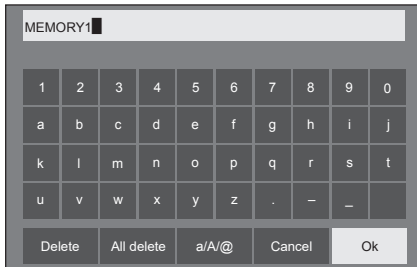 MEMORY1
1 2 3 4 5 6 7 8 9 0
a b c d e f g h i j
k l m n o p q r s t
u v w x y z . – _
Delete All delete a/A/@ Cancel Ok